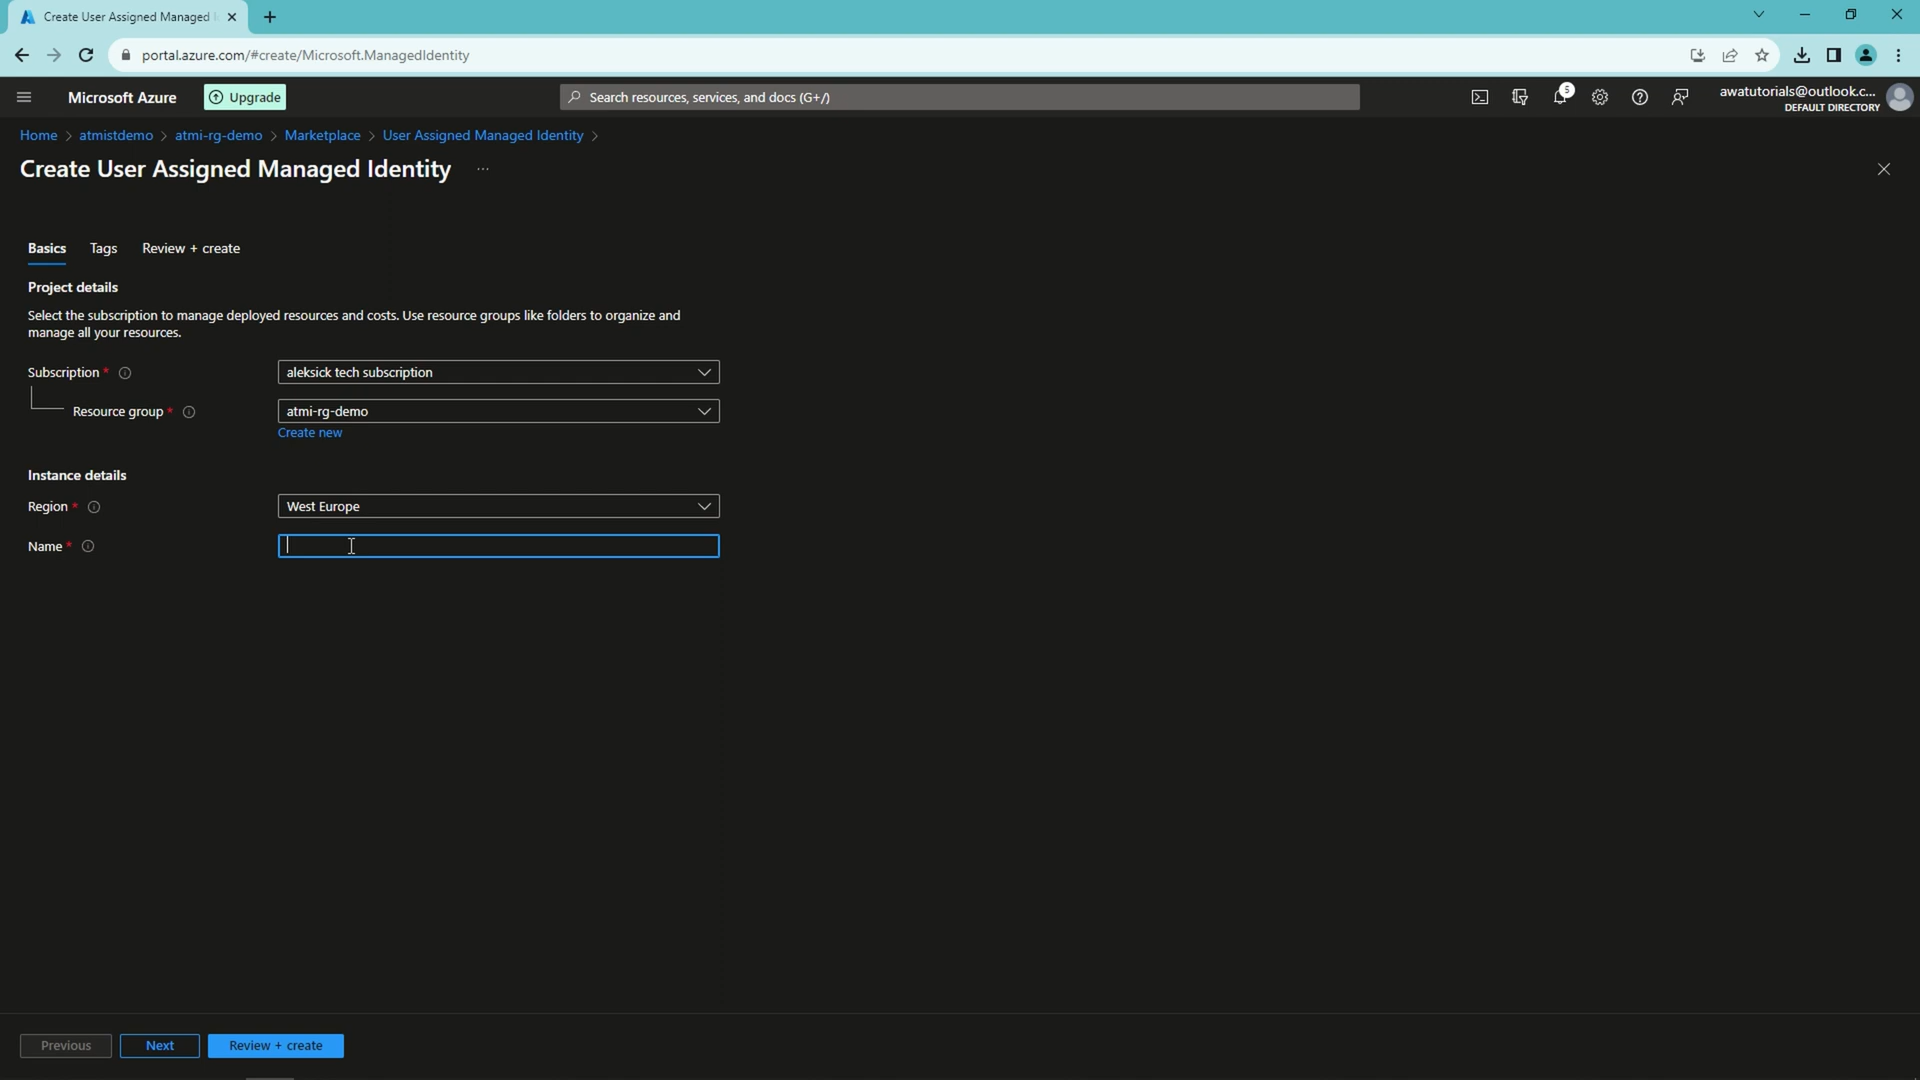 Create User Assigned Managed I
portal.azure.com/#create/Microsoft.ManagedIdentity
Microsoft Azure
Upgrade
Search resources, services, and docs (G+/)
5
awatutorials@outlook.c...
DEFAULT DIRECTORY
Home > atmistdemo > atmi-rg-demo > Marketplace > User Assigned Managed Identity >
Create User Assigned Managed Identity ...
Basics Tags Review + create
Project details
Select the subscription to manage deployed resources and costs. Use resource groups like folders to organize and
manage all your resources.
Subscription * aleksick tech subscription
Resource group * atmi-rg-demo
Create new
Instance details
Region * West Europe
Name *
Previous Next Review + create